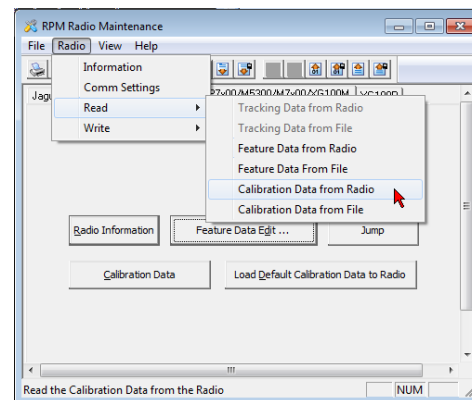 RPM Radio Maintenance
File Radio View Help
Information
Comm Settings
Read
Write
Tracking Data from Radio
Tracking Data from File
Feature Data from Radio
Feature Data From File
Calibration Data from Radio
Calibration Data from File
Radio Information
Feature Data Edit ...
Jump
Calibration Data
Load Default Calibration Data to Radio
Read the Calibration Data from the Radio
NUM